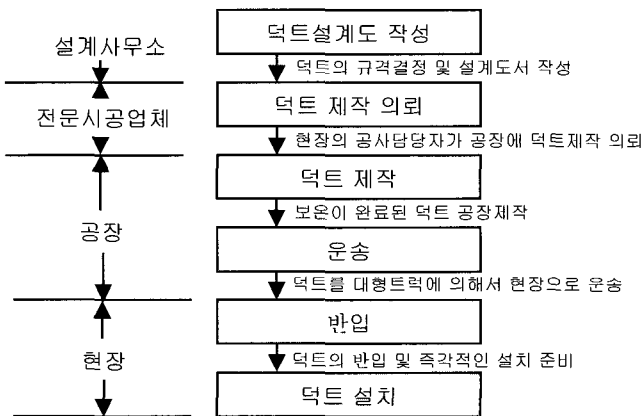 덕트설계도 작성
설계사무소
덕트의 규격결정 및 설계도서 작성
덕트 제작 의뢰
전문시공업체
현장의 공사담당자가 공장에 덕트제작 의뢰
덕트 제작
보온이 완료된 덕트 공장제작
공장
운송
덕트를 대형트럭에 의해서 현장으로 운송
반입
현장
덕트의 반입 및 즉각적인 설치 준비
덕트 설치